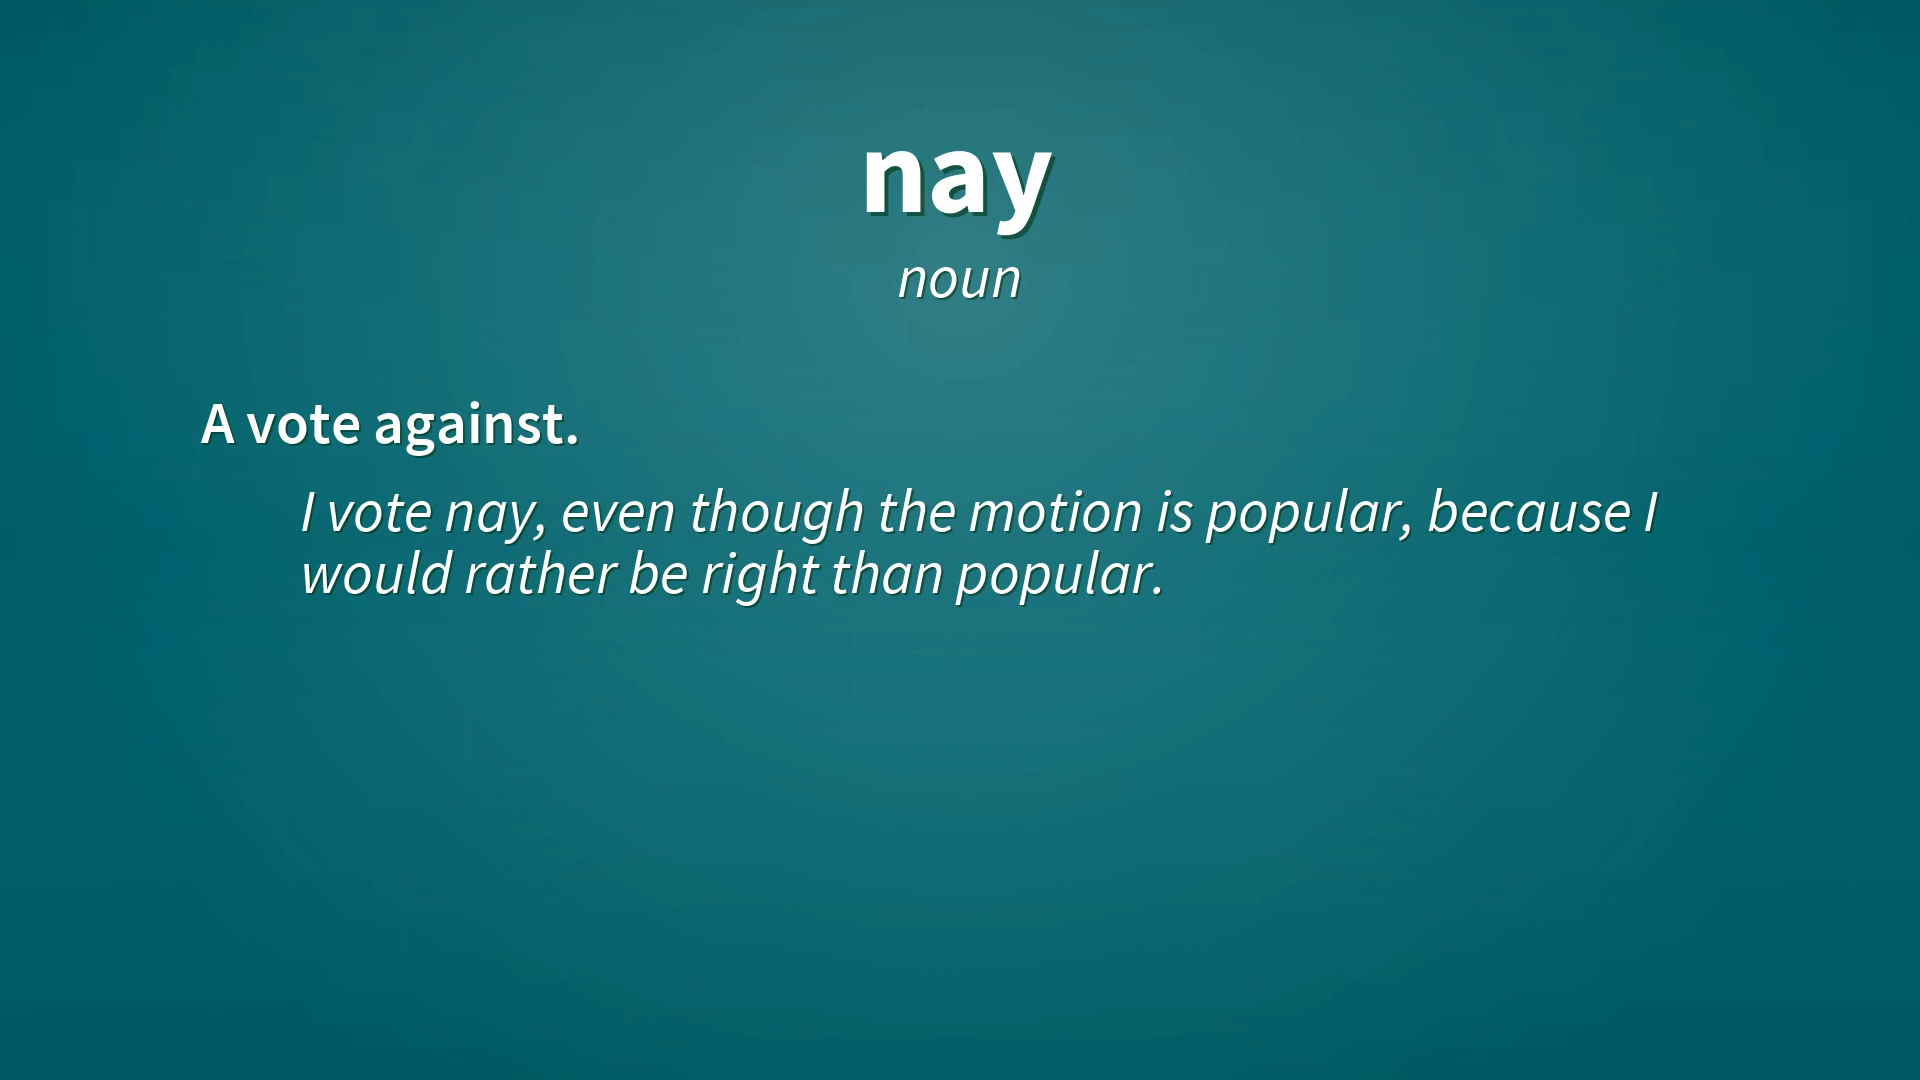 nay
noun
A vote against.
I vote nay, even though the motion is popular, because I
would rather be right than popular.